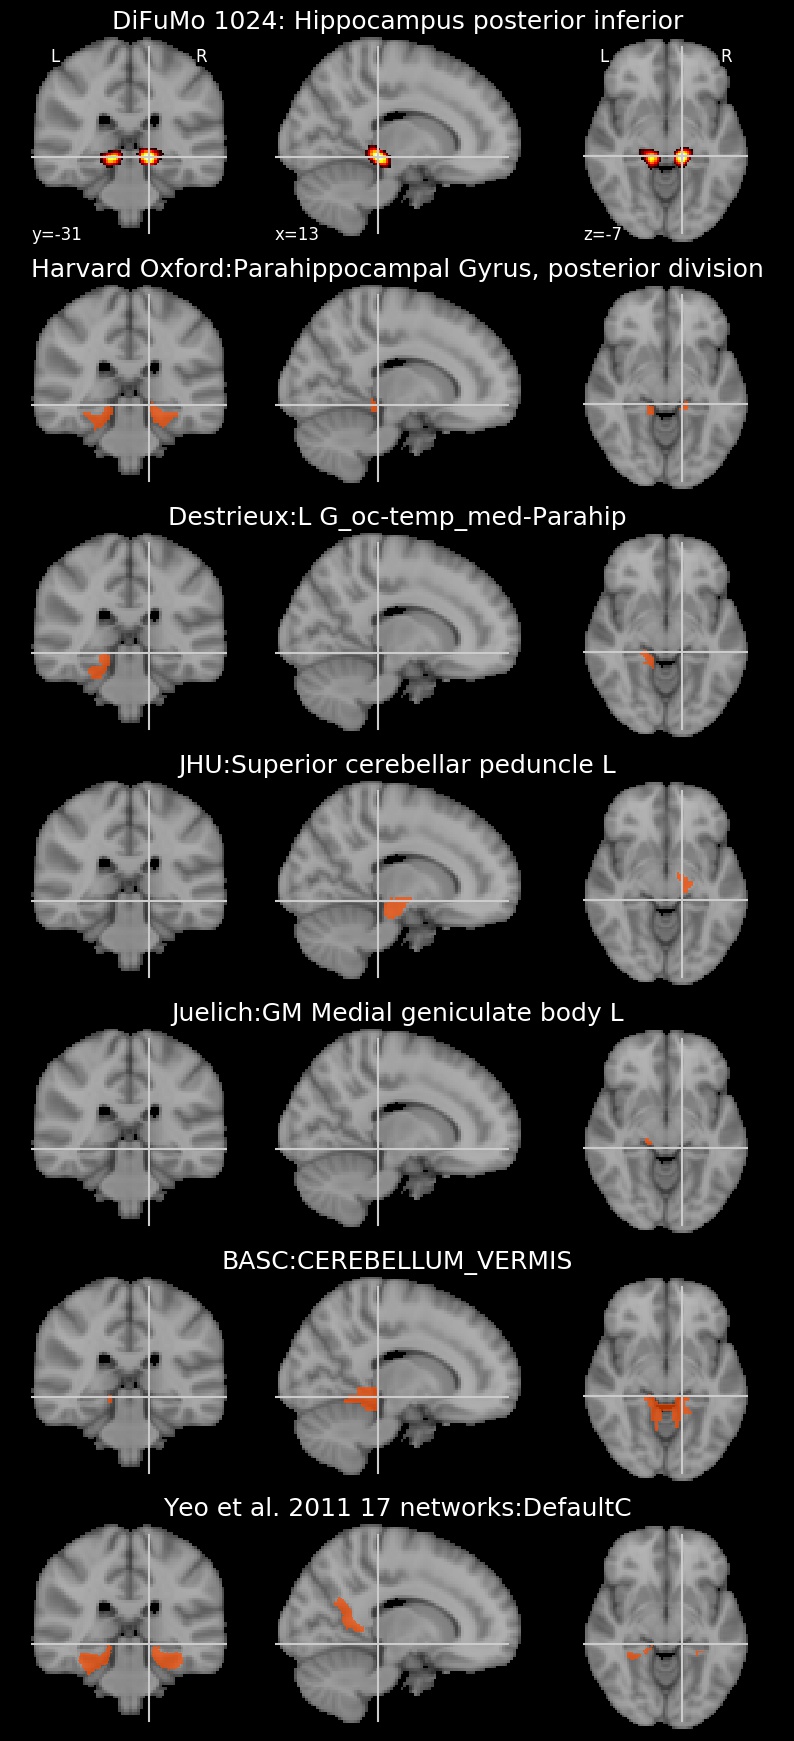 DiFuMo 1024: Hippocampus posterior inferior
L R L R
y=-31 x=13 z=-7
Harvard Oxford:Parahippocampal Gyrus, posterior division
Destrieux:L G_oc-temp_med-Parahip
JHU:Superior cerebellar peduncle L
Juelich:GM Medial geniculate body L
BASC:CEREBELLUM_VERMIS
Yeo et al. 2011 17 networks:DefaultC